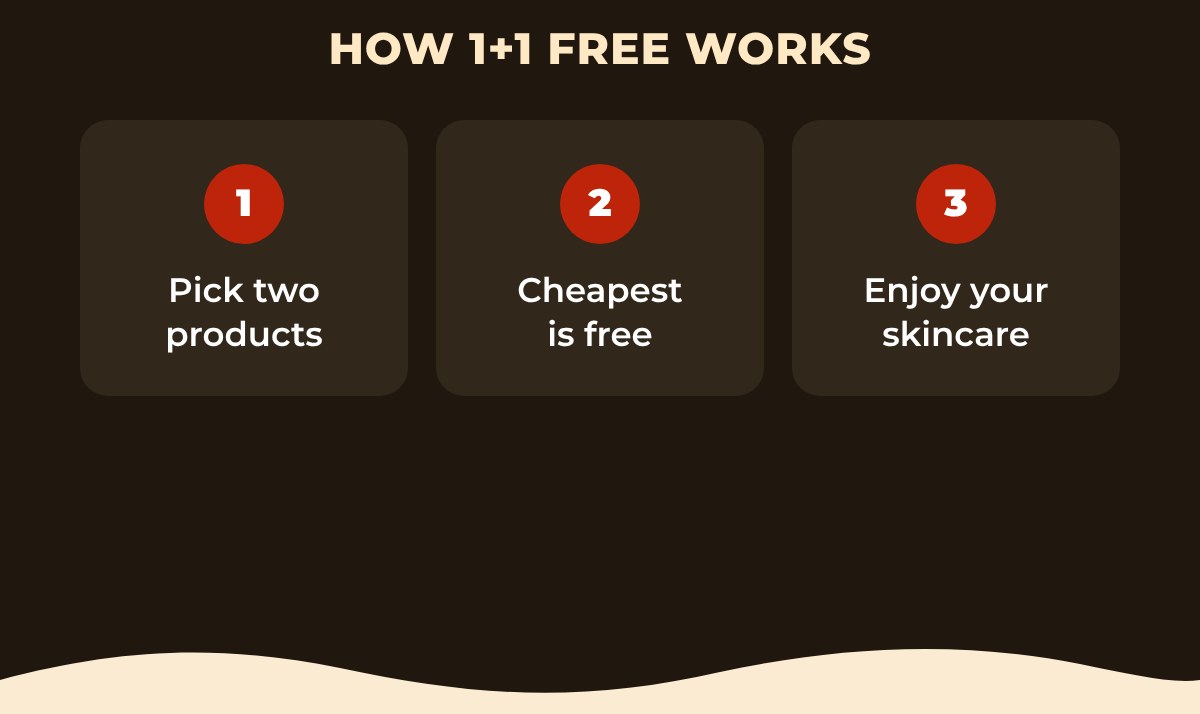 HOW 1+1 FREE WORKS
1
Pick two
products
2
Cheapest
is free
3
Enjoy your
skincare